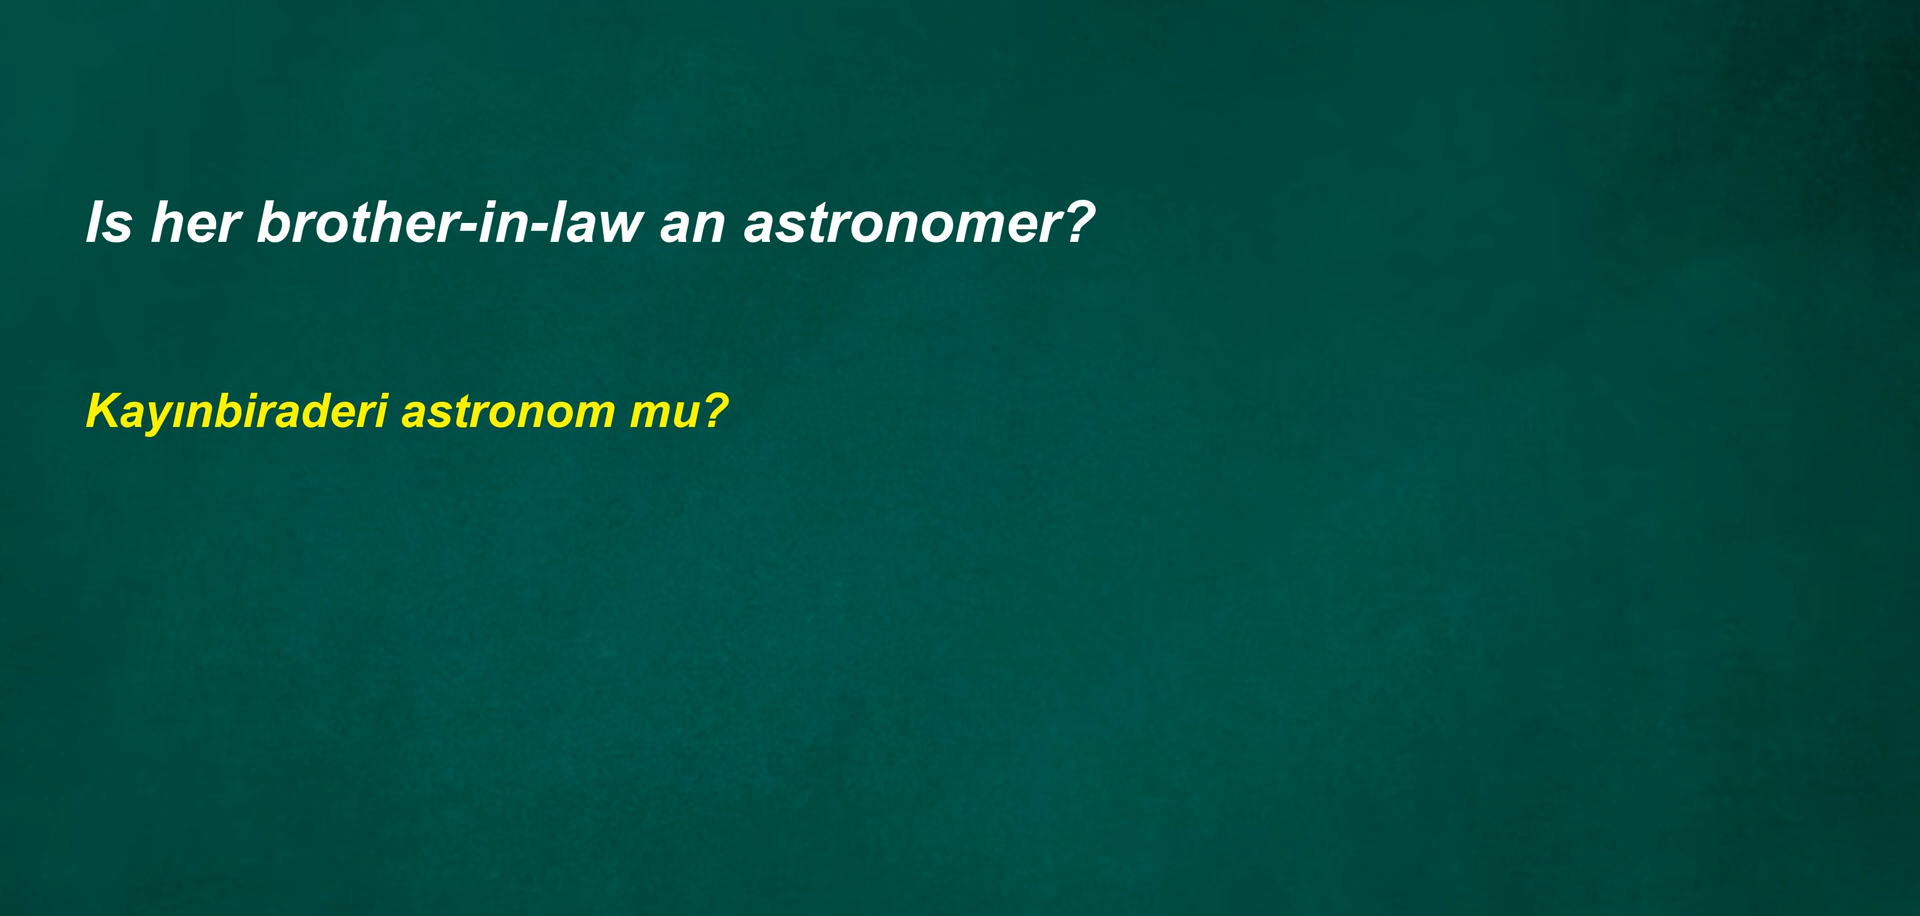 Is her brother-in-law an astronomer?
Kayınbiraderi astronom mu?